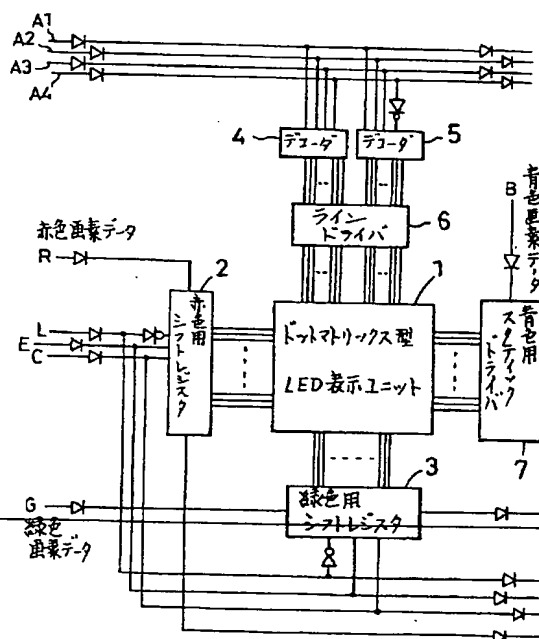 A1
A2
A3
A4
4
デコーダ
デコーダ
5
ライン
ドライバ
6
赤色画素データ
R
2
赤色用
シフトレジスタ
L
E
C
1
ドットマトリックス型
LED表示ユニット
B
青色画素データ
青色用
スタティック
ドライバ
7
3
緑色用
シフトレジスタ
G
緑色
画素データ